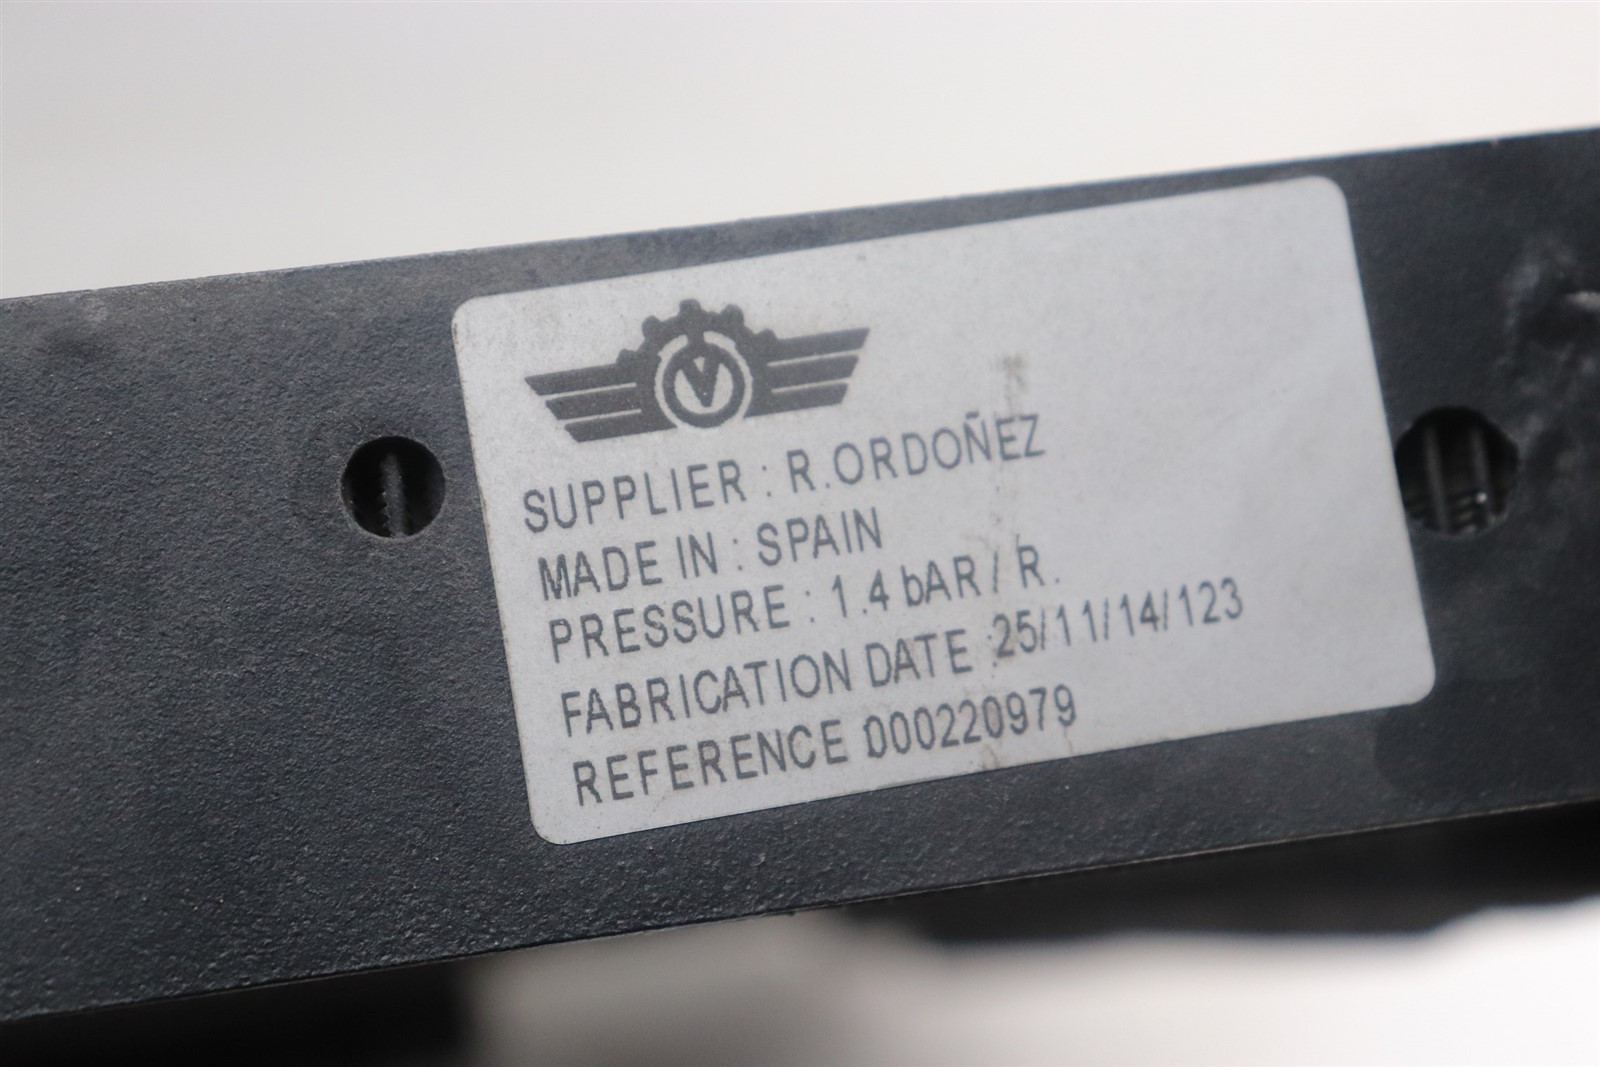 V
SUPPLIER : R.ORDOÑEZ
MADE IN : SPAIN
PRESSURE : 1.4 bAR / R.
FABRICATION DATE :25/11/14/123
REFERENCE 000220979